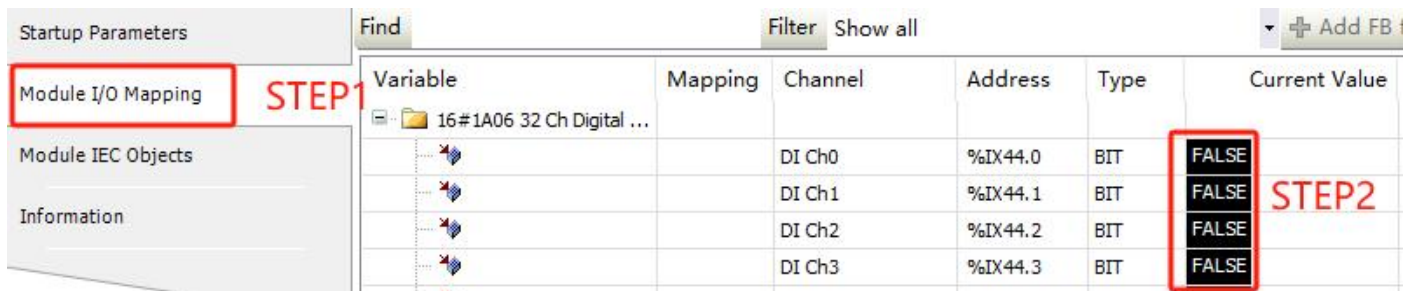 Startup Parameters
Module I/O Mapping
STEP1
Module IEC Objects
Information
Find Filter Show all Add FB
Variable Mapping Channel Address Type Current Value
16#1A06 32 Ch Digital ...
DI Ch0 %IX44.0 BIT FALSE
DI Ch1 %IX44.1 BIT FALSE
STEP2
DI Ch2 %IX44.2 BIT FALSE
DI Ch3 %IX44.3 BIT FALSE